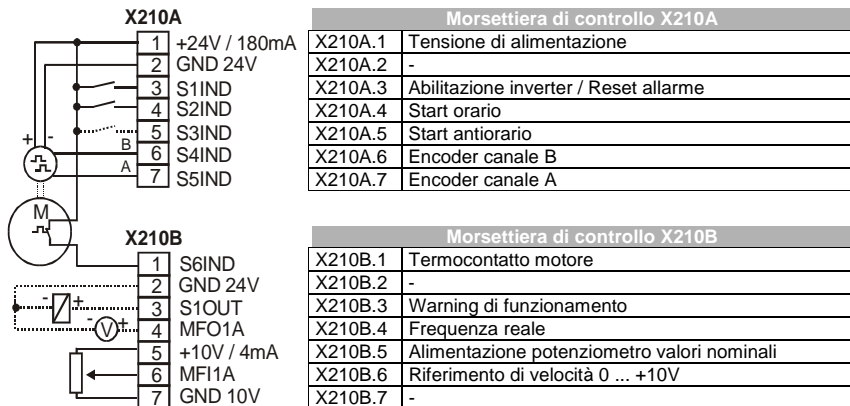 X210A
1 +24V / 180mA
2 GND 24V
3 S1IND
4 S2IND
5 S3IND
6 S4IND
7 S5IND
+ -
B
A
M
Morsettiera di controllo X210A
X210A.1 Tensione di alimentazione
X210A.2 -
X210A.3 Abilitazione inverter / Reset allarme
X210A.4 Start orario
X210A.5 Start antiorario
X210A.6 Encoder canale B
X210A.7 Encoder canale A
X210B
1 S6IND
2 GND 24V
3 S1OUT
4 MFO1A
5 +10V / 4mA
6 MFI1A
7 GND 10V
- +
- V +
Morsettiera di controllo X210B
X210B.1 Termocontatto motore
X210B.2 -
X210B.3 Warning di funzionamento
X210B.4 Frequenza reale
X210B.5 Alimentazione potenziometro valori nominali
X210B.6 Riferimento di velocità 0 ... +10V
X210B.7 -